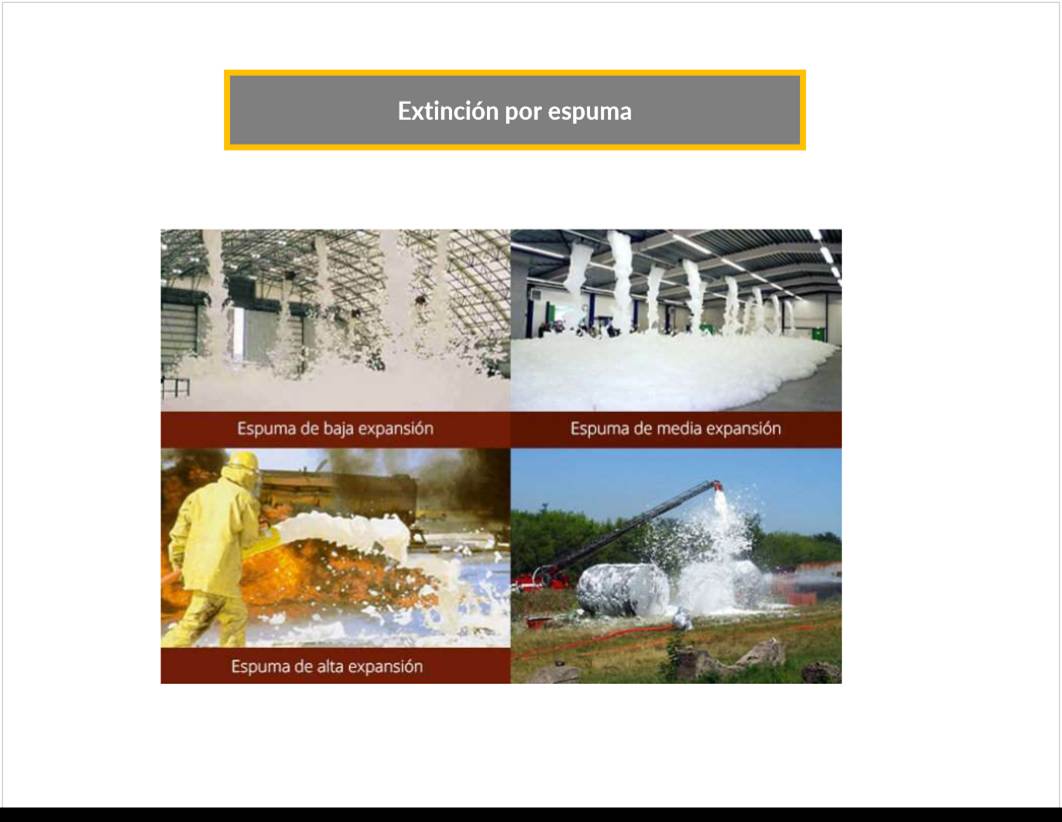 Extinción por espuma
Espuma de baja expansión
Espuma de media expansión
Espuma de alta expansión